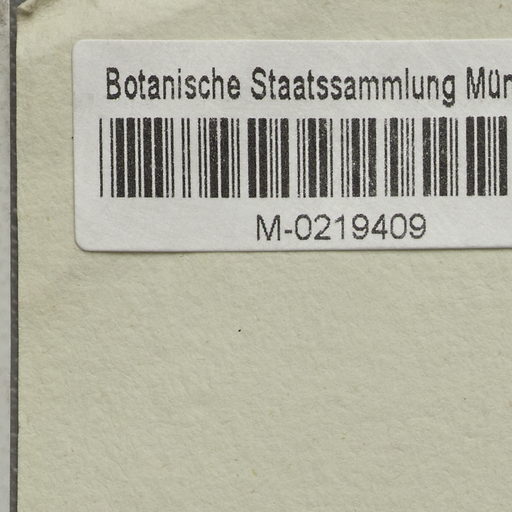 Botanische Staatssammlung Mün
M-0219409